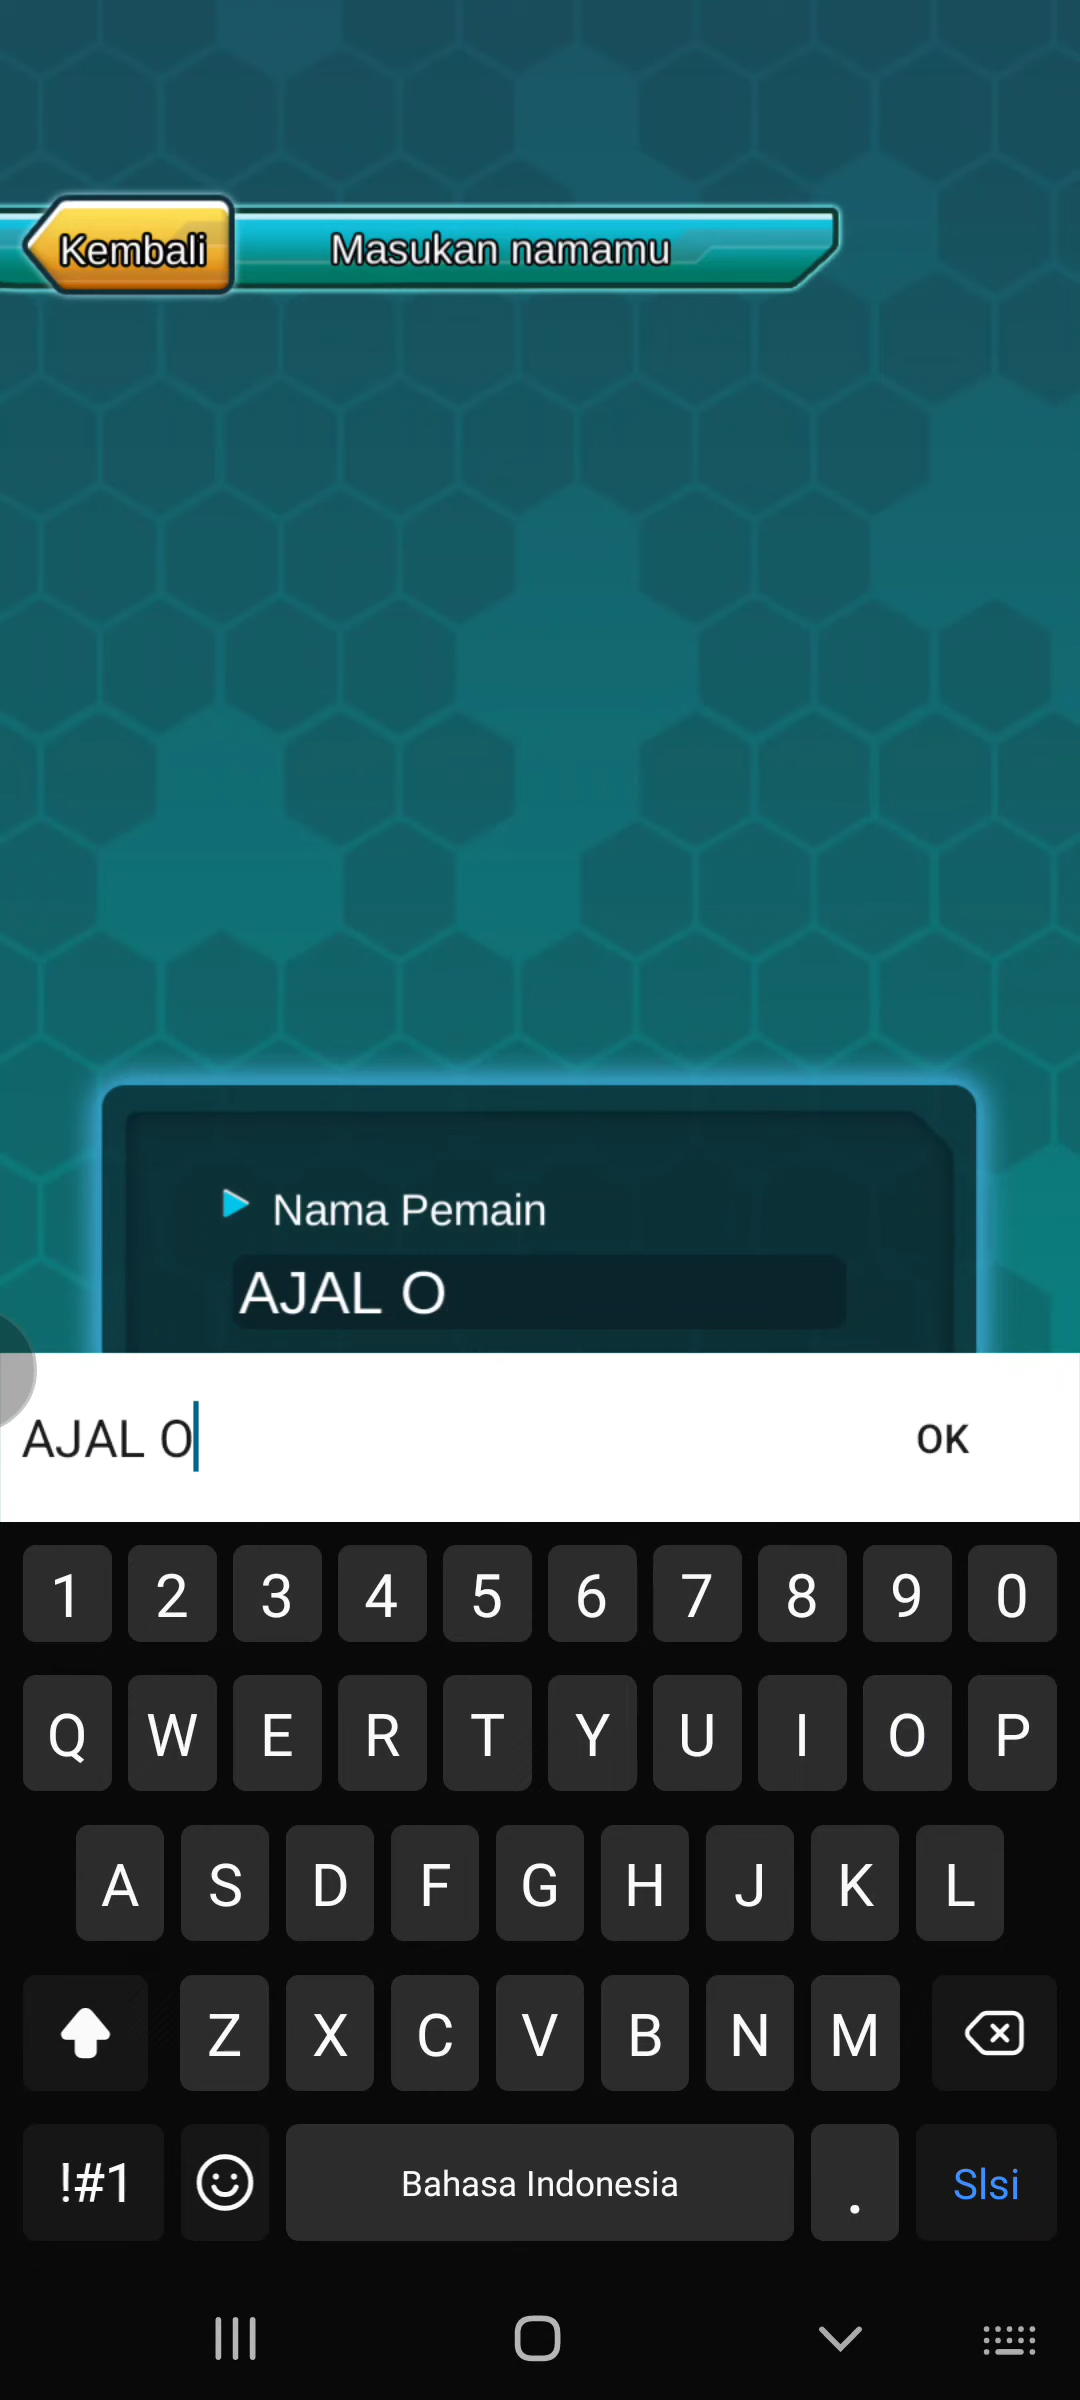 Kembali
Masukan namamu
Nama Pemain
AJAL O
AJAL O
OK
1 2 3 4 5 6 7 8 9 0
Q W E R T Y U I O P
A S D F G H J K L
Z X C V B N M
!#1
Bahasa Indonesia
.
Slsi